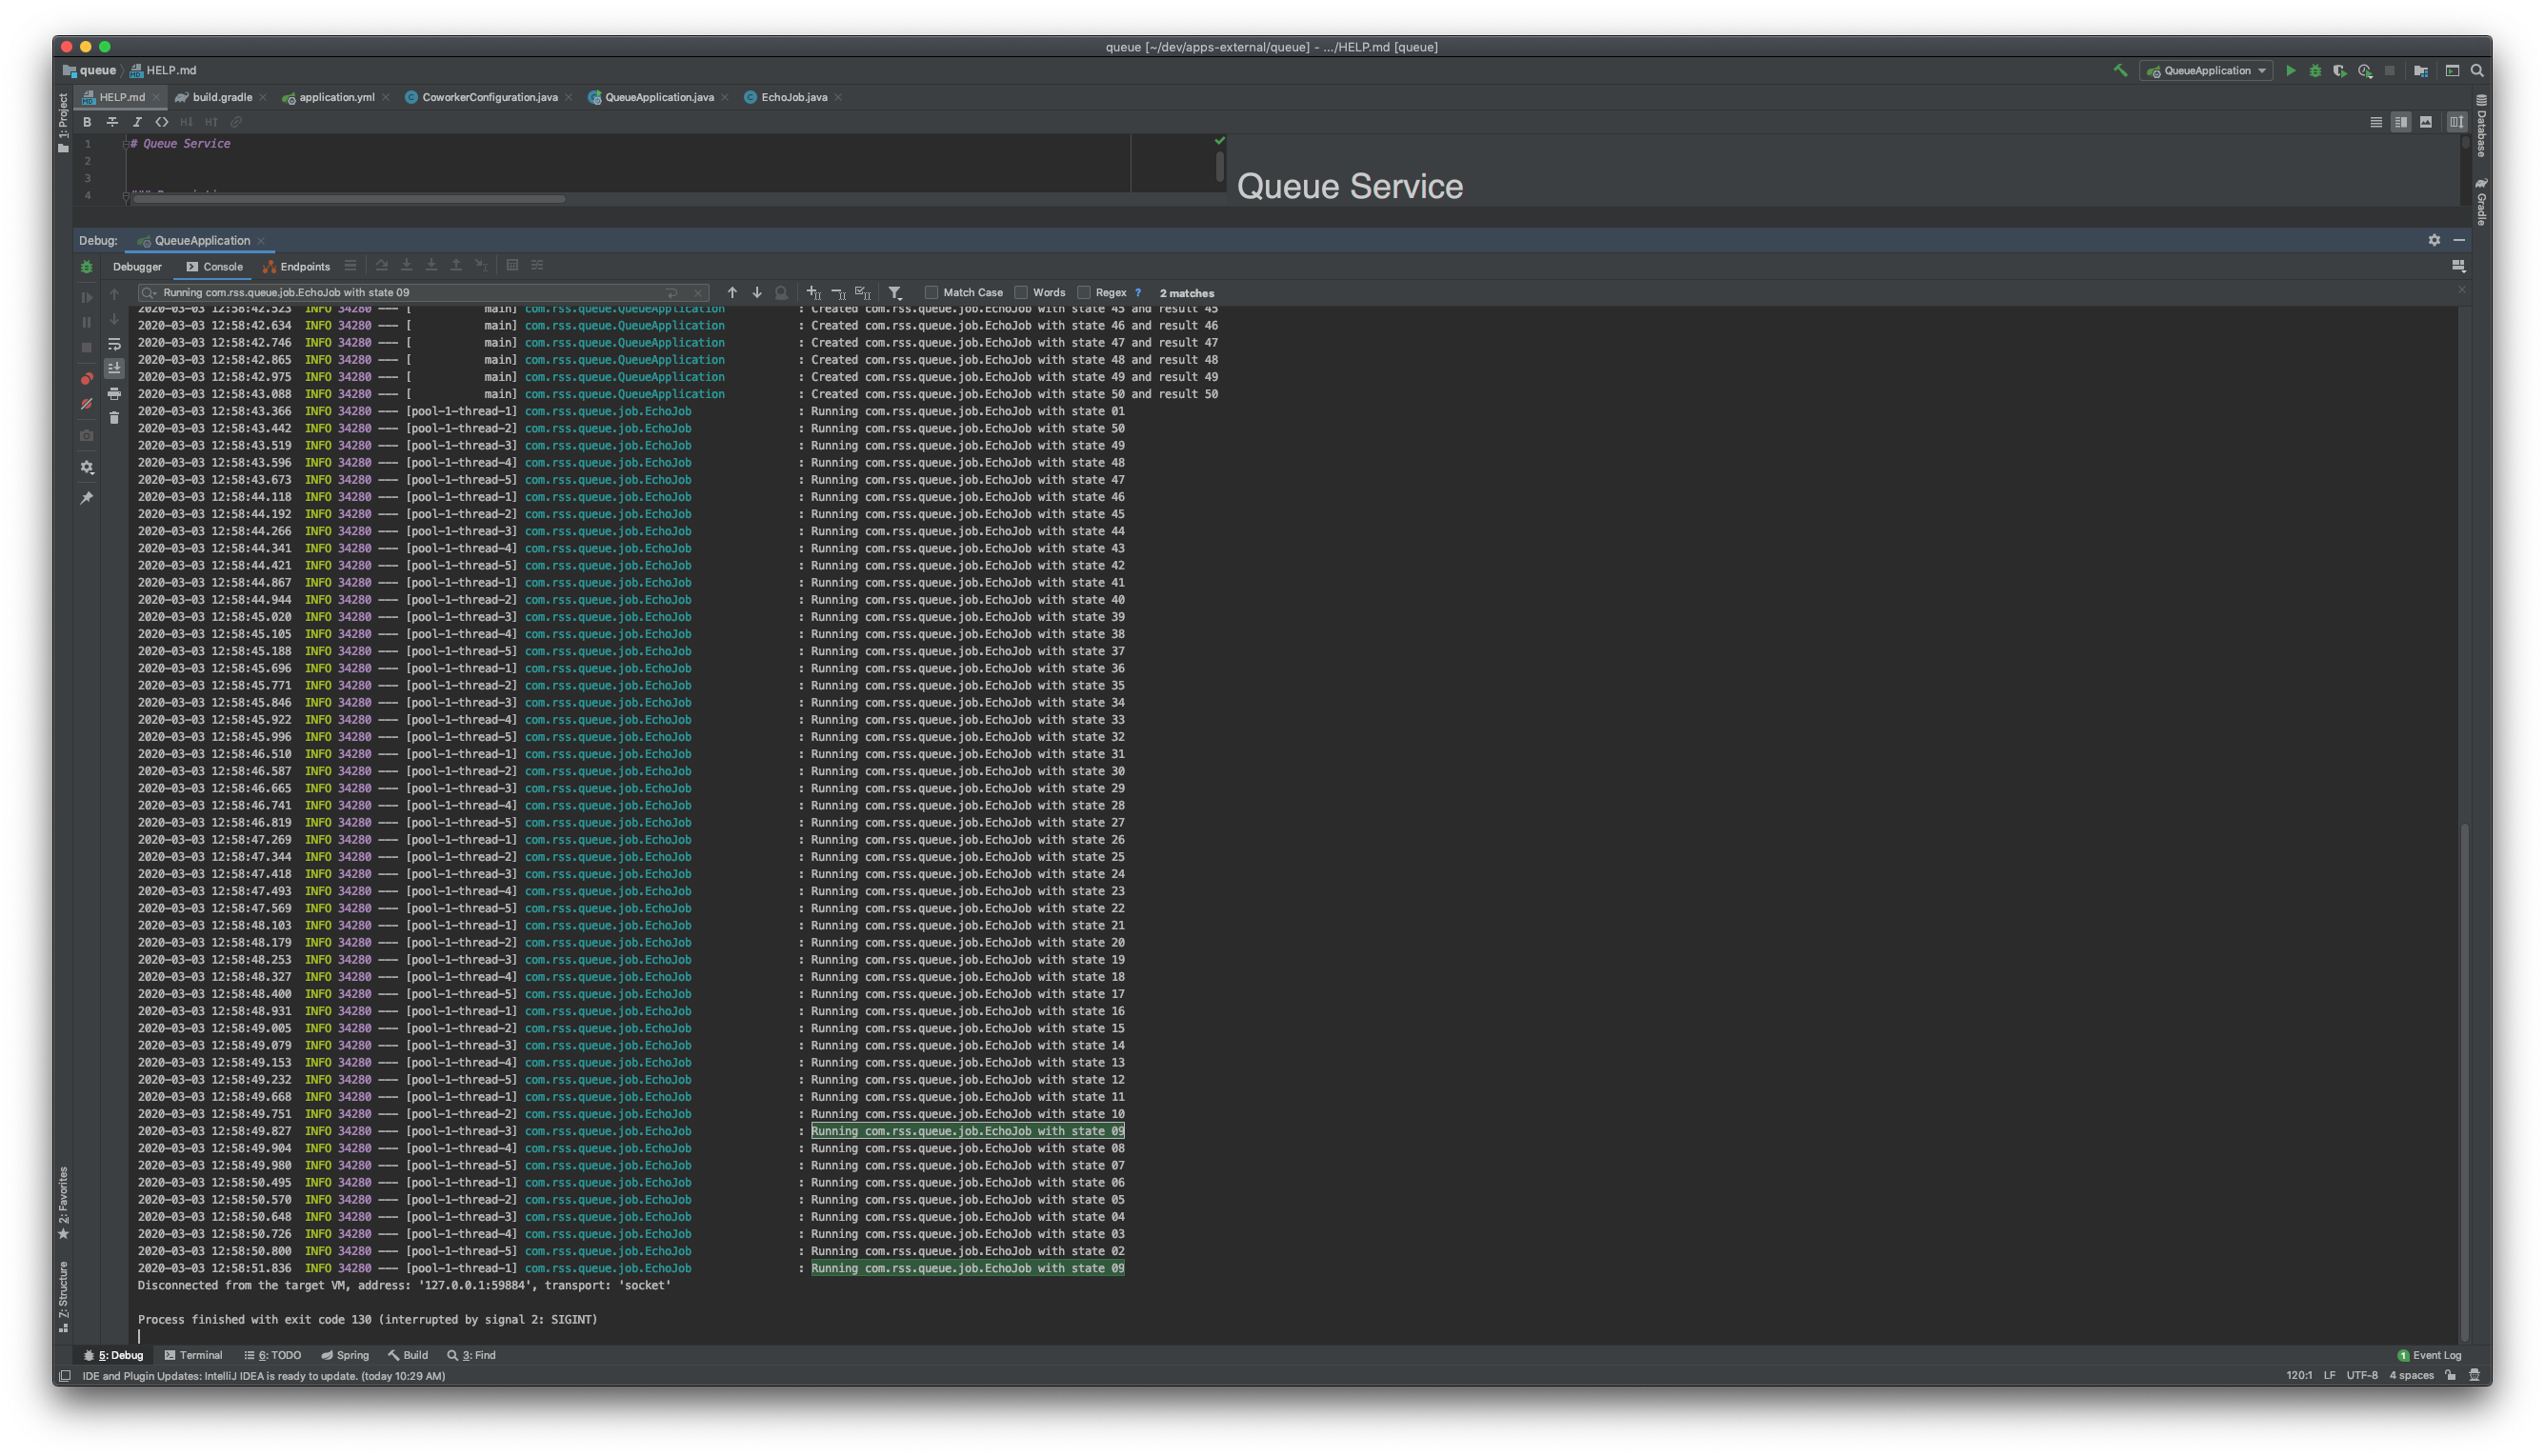 queue [~/dev/apps-external/queue] - .../HELP.md [queue]
queue HELP.md QueueApplication
HELP.md build.gradle application.yml CoworkerConfiguration.java QueueApplication.java EchoJob.java
1: Project
Database
Gradle
1 # Queue Service
2
3
4
Queue Service
Debug: QueueApplication
Debugger Console Endpoints
Running com.rss.queue.job.EchoJob with state 09 Match Case Words Regex ? 2 matches
2020-03-03 12:58:42.523 INFO 34280 --- [ main] com.rss.queue.QueueApplication : Created com.rss.queue.job.EchoJob with state 45 and result 45
2020-03-03 12:58:42.634 INFO 34280 --- [ main] com.rss.queue.QueueApplication : Created com.rss.queue.job.EchoJob with state 46 and result 46
2020-03-03 12:58:42.746 INFO 34280 --- [ main] com.rss.queue.QueueApplication : Created com.rss.queue.job.EchoJob with state 47 and result 47
2020-03-03 12:58:42.865 INFO 34280 --- [ main] com.rss.queue.QueueApplication : Created com.rss.queue.job.EchoJob with state 48 and result 48
2020-03-03 12:58:42.975 INFO 34280 --- [ main] com.rss.queue.QueueApplication : Created com.rss.queue.job.EchoJob with state 49 and result 49
2020-03-03 12:58:43.088 INFO 34280 --- [ main] com.rss.queue.QueueApplication : Created com.rss.queue.job.EchoJob with state 50 and result 50
2020-03-03 12:58:43.366 INFO 34280 --- [pool-1-thread-1] com.rss.queue.job.EchoJob : Running com.rss.queue.job.EchoJob with state 01
2020-03-03 12:58:43.442 INFO 34280 --- [pool-1-thread-2] com.rss.queue.job.EchoJob : Running com.rss.queue.job.EchoJob with state 50
2020-03-03 12:58:43.519 INFO 34280 --- [pool-1-thread-3] com.rss.queue.job.EchoJob : Running com.rss.queue.job.EchoJob with state 49
2020-03-03 12:58:43.596 INFO 34280 --- [pool-1-thread-4] com.rss.queue.job.EchoJob : Running com.rss.queue.job.EchoJob with state 48
2020-03-03 12:58:43.673 INFO 34280 --- [pool-1-thread-5] com.rss.queue.job.EchoJob : Running com.rss.queue.job.EchoJob with state 47
2020-03-03 12:58:44.118 INFO 34280 --- [pool-1-thread-1] com.rss.queue.job.EchoJob : Running com.rss.queue.job.EchoJob with state 46
2020-03-03 12:58:44.192 INFO 34280 --- [pool-1-thread-2] com.rss.queue.job.EchoJob : Running com.rss.queue.job.EchoJob with state 45
2020-03-03 12:58:44.266 INFO 34280 --- [pool-1-thread-3] com.rss.queue.job.EchoJob : Running com.rss.queue.job.EchoJob with state 44
2020-03-03 12:58:44.341 INFO 34280 --- [pool-1-thread-4] com.rss.queue.job.EchoJob : Running com.rss.queue.job.EchoJob with state 43
2020-03-03 12:58:44.421 INFO 34280 --- [pool-1-thread-5] com.rss.queue.job.EchoJob : Running com.rss.queue.job.EchoJob with state 42
2020-03-03 12:58:44.867 INFO 34280 --- [pool-1-thread-1] com.rss.queue.job.EchoJob : Running com.rss.queue.job.EchoJob with state 41
2020-03-03 12:58:44.944 INFO 34280 --- [pool-1-thread-2] com.rss.queue.job.EchoJob : Running com.rss.queue.job.EchoJob with state 40
2020-03-03 12:58:45.020 INFO 34280 --- [pool-1-thread-3] com.rss.queue.job.EchoJob : Running com.rss.queue.job.EchoJob with state 39
2020-03-03 12:58:45.105 INFO 34280 --- [pool-1-thread-4] com.rss.queue.job.EchoJob : Running com.rss.queue.job.EchoJob with state 38
2020-03-03 12:58:45.188 INFO 34280 --- [pool-1-thread-5] com.rss.queue.job.EchoJob : Running com.rss.queue.job.EchoJob with state 37
2020-03-03 12:58:45.696 INFO 34280 --- [pool-1-thread-1] com.rss.queue.job.EchoJob : Running com.rss.queue.job.EchoJob with state 36
2020-03-03 12:58:45.771 INFO 34280 --- [pool-1-thread-2] com.rss.queue.job.EchoJob : Running com.rss.queue.job.EchoJob with state 35
2020-03-03 12:58:45.846 INFO 34280 --- [pool-1-thread-3] com.rss.queue.job.EchoJob : Running com.rss.queue.job.EchoJob with state 34
2020-03-03 12:58:45.922 INFO 34280 --- [pool-1-thread-4] com.rss.queue.job.EchoJob : Running com.rss.queue.job.EchoJob with state 33
2020-03-03 12:58:45.996 INFO 34280 --- [pool-1-thread-5] com.rss.queue.job.EchoJob : Running com.rss.queue.job.EchoJob with state 32
2020-03-03 12:58:46.510 INFO 34280 --- [pool-1-thread-1] com.rss.queue.job.EchoJob : Running com.rss.queue.job.EchoJob with state 31
2020-03-03 12:58:46.587 INFO 34280 --- [pool-1-thread-2] com.rss.queue.job.EchoJob : Running com.rss.queue.job.EchoJob with state 30
2020-03-03 12:58:46.665 INFO 34280 --- [pool-1-thread-3] com.rss.queue.job.EchoJob : Running com.rss.queue.job.EchoJob with state 29
2020-03-03 12:58:46.741 INFO 34280 --- [pool-1-thread-4] com.rss.queue.job.EchoJob : Running com.rss.queue.job.EchoJob with state 28
2020-03-03 12:58:46.819 INFO 34280 --- [pool-1-thread-5] com.rss.queue.job.EchoJob : Running com.rss.queue.job.EchoJob with state 27
2020-03-03 12:58:47.269 INFO 34280 --- [pool-1-thread-1] com.rss.queue.job.EchoJob : Running com.rss.queue.job.EchoJob with state 26
2020-03-03 12:58:47.344 INFO 34280 --- [pool-1-thread-2] com.rss.queue.job.EchoJob : Running com.rss.queue.job.EchoJob with state 25
2020-03-03 12:58:47.418 INFO 34280 --- [pool-1-thread-3] com.rss.queue.job.EchoJob : Running com.rss.queue.job.EchoJob with state 24
2020-03-03 12:58:47.493 INFO 34280 --- [pool-1-thread-4] com.rss.queue.job.EchoJob : Running com.rss.queue.job.EchoJob with state 23
2020-03-03 12:58:47.569 INFO 34280 --- [pool-1-thread-5] com.rss.queue.job.EchoJob : Running com.rss.queue.job.EchoJob with state 22
2020-03-03 12:58:48.103 INFO 34280 --- [pool-1-thread-1] com.rss.queue.job.EchoJob : Running com.rss.queue.job.EchoJob with state 21
2020-03-03 12:58:48.179 INFO 34280 --- [pool-1-thread-2] com.rss.queue.job.EchoJob : Running com.rss.queue.job.EchoJob with state 20
2020-03-03 12:58:48.253 INFO 34280 --- [pool-1-thread-3] com.rss.queue.job.EchoJob : Running com.rss.queue.job.EchoJob with state 19
2020-03-03 12:58:48.327 INFO 34280 --- [pool-1-thread-4] com.rss.queue.job.EchoJob : Running com.rss.queue.job.EchoJob with state 18
2020-03-03 12:58:48.400 INFO 34280 --- [pool-1-thread-5] com.rss.queue.job.EchoJob : Running com.rss.queue.job.EchoJob with state 17
2020-03-03 12:58:48.931 INFO 34280 --- [pool-1-thread-1] com.rss.queue.job.EchoJob : Running com.rss.queue.job.EchoJob with state 16
2020-03-03 12:58:49.005 INFO 34280 --- [pool-1-thread-2] com.rss.queue.job.EchoJob : Running com.rss.queue.job.EchoJob with state 15
2020-03-03 12:58:49.079 INFO 34280 --- [pool-1-thread-3] com.rss.queue.job.EchoJob : Running com.rss.queue.job.EchoJob with state 14
2020-03-03 12:58:49.153 INFO 34280 --- [pool-1-thread-4] com.rss.queue.job.EchoJob : Running com.rss.queue.job.EchoJob with state 13
2020-03-03 12:58:49.232 INFO 34280 --- [pool-1-thread-5] com.rss.queue.job.EchoJob : Running com.rss.queue.job.EchoJob with state 12
2020-03-03 12:58:49.668 INFO 34280 --- [pool-1-thread-1] com.rss.queue.job.EchoJob : Running com.rss.queue.job.EchoJob with state 11
2020-03-03 12:58:49.751 INFO 34280 --- [pool-1-thread-2] com.rss.queue.job.EchoJob : Running com.rss.queue.job.EchoJob with state 10
2020-03-03 12:58:49.827 INFO 34280 --- [pool-1-thread-3] com.rss.queue.job.EchoJob : Running com.rss.queue.job.EchoJob with state 09
2020-03-03 12:58:49.904 INFO 34280 --- [pool-1-thread-4] com.rss.queue.job.EchoJob : Running com.rss.queue.job.EchoJob with state 08
2020-03-03 12:58:49.980 INFO 34280 --- [pool-1-thread-5] com.rss.queue.job.EchoJob : Running com.rss.queue.job.EchoJob with state 07
2020-03-03 12:58:50.495 INFO 34280 --- [pool-1-thread-1] com.rss.queue.job.EchoJob : Running com.rss.queue.job.EchoJob with state 06
2020-03-03 12:58:50.570 INFO 34280 --- [pool-1-thread-2] com.rss.queue.job.EchoJob : Running com.rss.queue.job.EchoJob with state 05
2020-03-03 12:58:50.648 INFO 34280 --- [pool-1-thread-3] com.rss.queue.job.EchoJob : Running com.rss.queue.job.EchoJob with state 04
2020-03-03 12:58:50.726 INFO 34280 --- [pool-1-thread-4] com.rss.queue.job.EchoJob : Running com.rss.queue.job.EchoJob with state 03
2020-03-03 12:58:50.800 INFO 34280 --- [pool-1-thread-5] com.rss.queue.job.EchoJob : Running com.rss.queue.job.EchoJob with state 02
2020-03-03 12:58:51.836 INFO 34280 --- [pool-1-thread-1] com.rss.queue.job.EchoJob : Running com.rss.queue.job.EchoJob with state 09
Disconnected from the target VM, address: '127.0.0.1:59884', transport: 'socket'
Process finished with exit code 130 (interrupted by signal 2: SIGINT)
2: Favorites
7: Structure
5: Debug Terminal 6: TODO Spring Build 3: Find 1 Event Log
IDE and Plugin Updates: IntelliJ IDEA is ready to update. (today 10:29 AM) 120:1 LF UTF-8 4 spaces